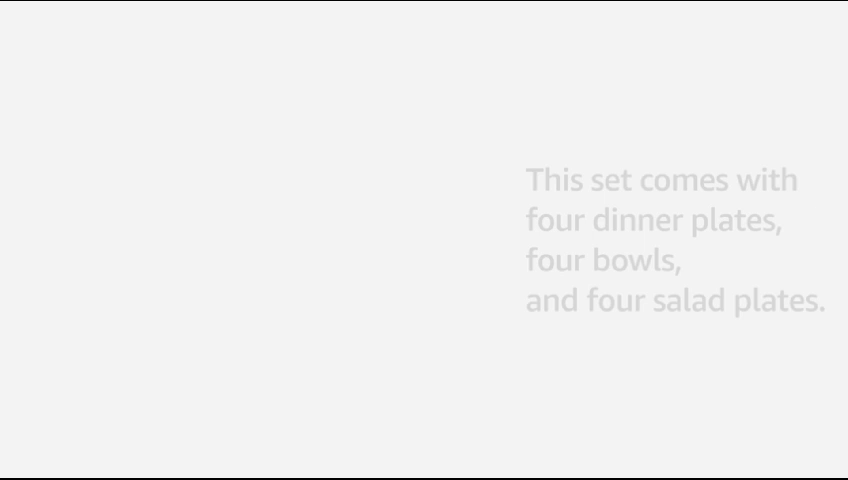 This set comes with
four dinner plates,
four bowls,
and four salad plates.